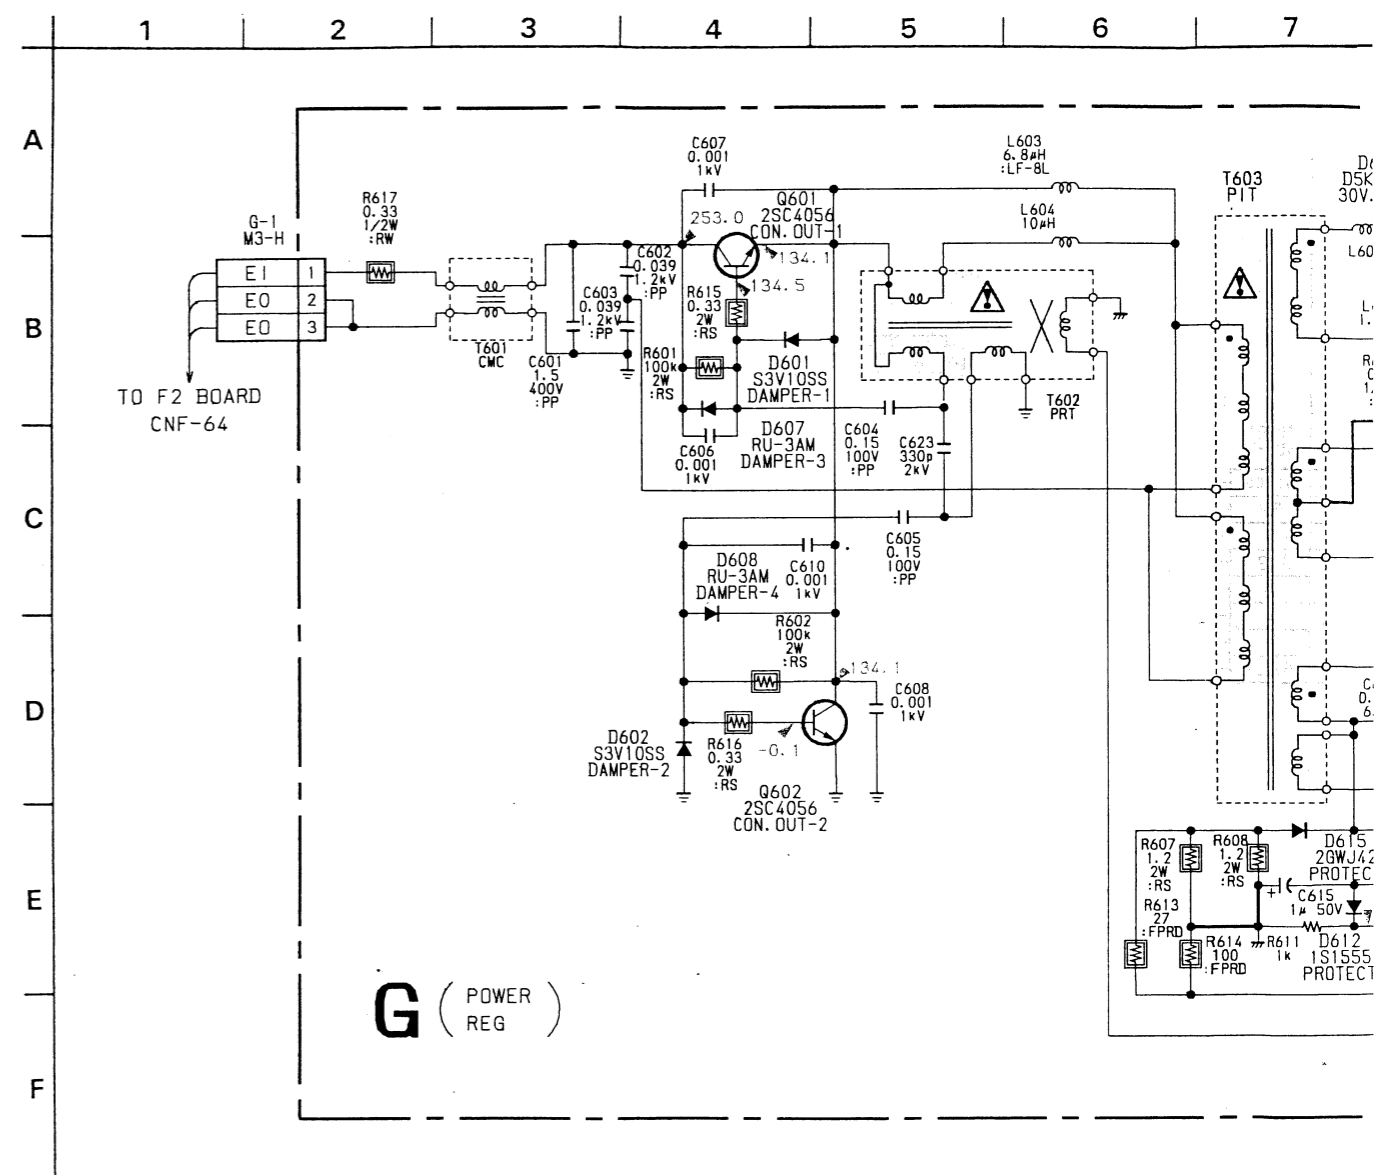 1 2 3 4 5 6 7
A
B
C
D
E
F
G-1
M3-H
EI 1
EO 2
EO 3
TO F2 BOARD
CNF-64
R617
0.33
1/2W
:RW
T601
CMC
C601
1.5
400V
:PP
C602
0.039
1.2kV
:PP
C603
0.039
1.2kV
:PP
C607
0.001
1kV
253.0
Q601
2SC4056
CON.OUT-1
134.1
134.5
R615
0.33
2W
:RS
R601
100k
2W
:RS
D601
S3V10SS
DAMPER-1
D607
RU-3AM
DAMPER-3
C606
0.001
1kV
C604
0.15
100V
:PP
C623
330p
2kV
L603
6.8μH
:LF-8L
L604
10μH
T602
PRT
T603
PIT
D5K
30V.
C605
0.15
100V
:PP
D608
RU-3AM
DAMPER-4
C610
0.001
1kV
R602
100k
2W
:RS
134.1
C608
0.001
1kV
D602
S3V10SS
DAMPER-2
R616
0.33
2W
:RS
-0.1
Q602
2SC4056
CON.OUT-2
R607
1.2
2W
:RS
R608
1.2
2W
:RS
D615
2GWJ42
PROTEC
+
C615
1μ 50V
R613
27
:FPRD
R614
100
:FPRD
R611
1k
D612
1S1555
PROTECT
G
POWER
REG